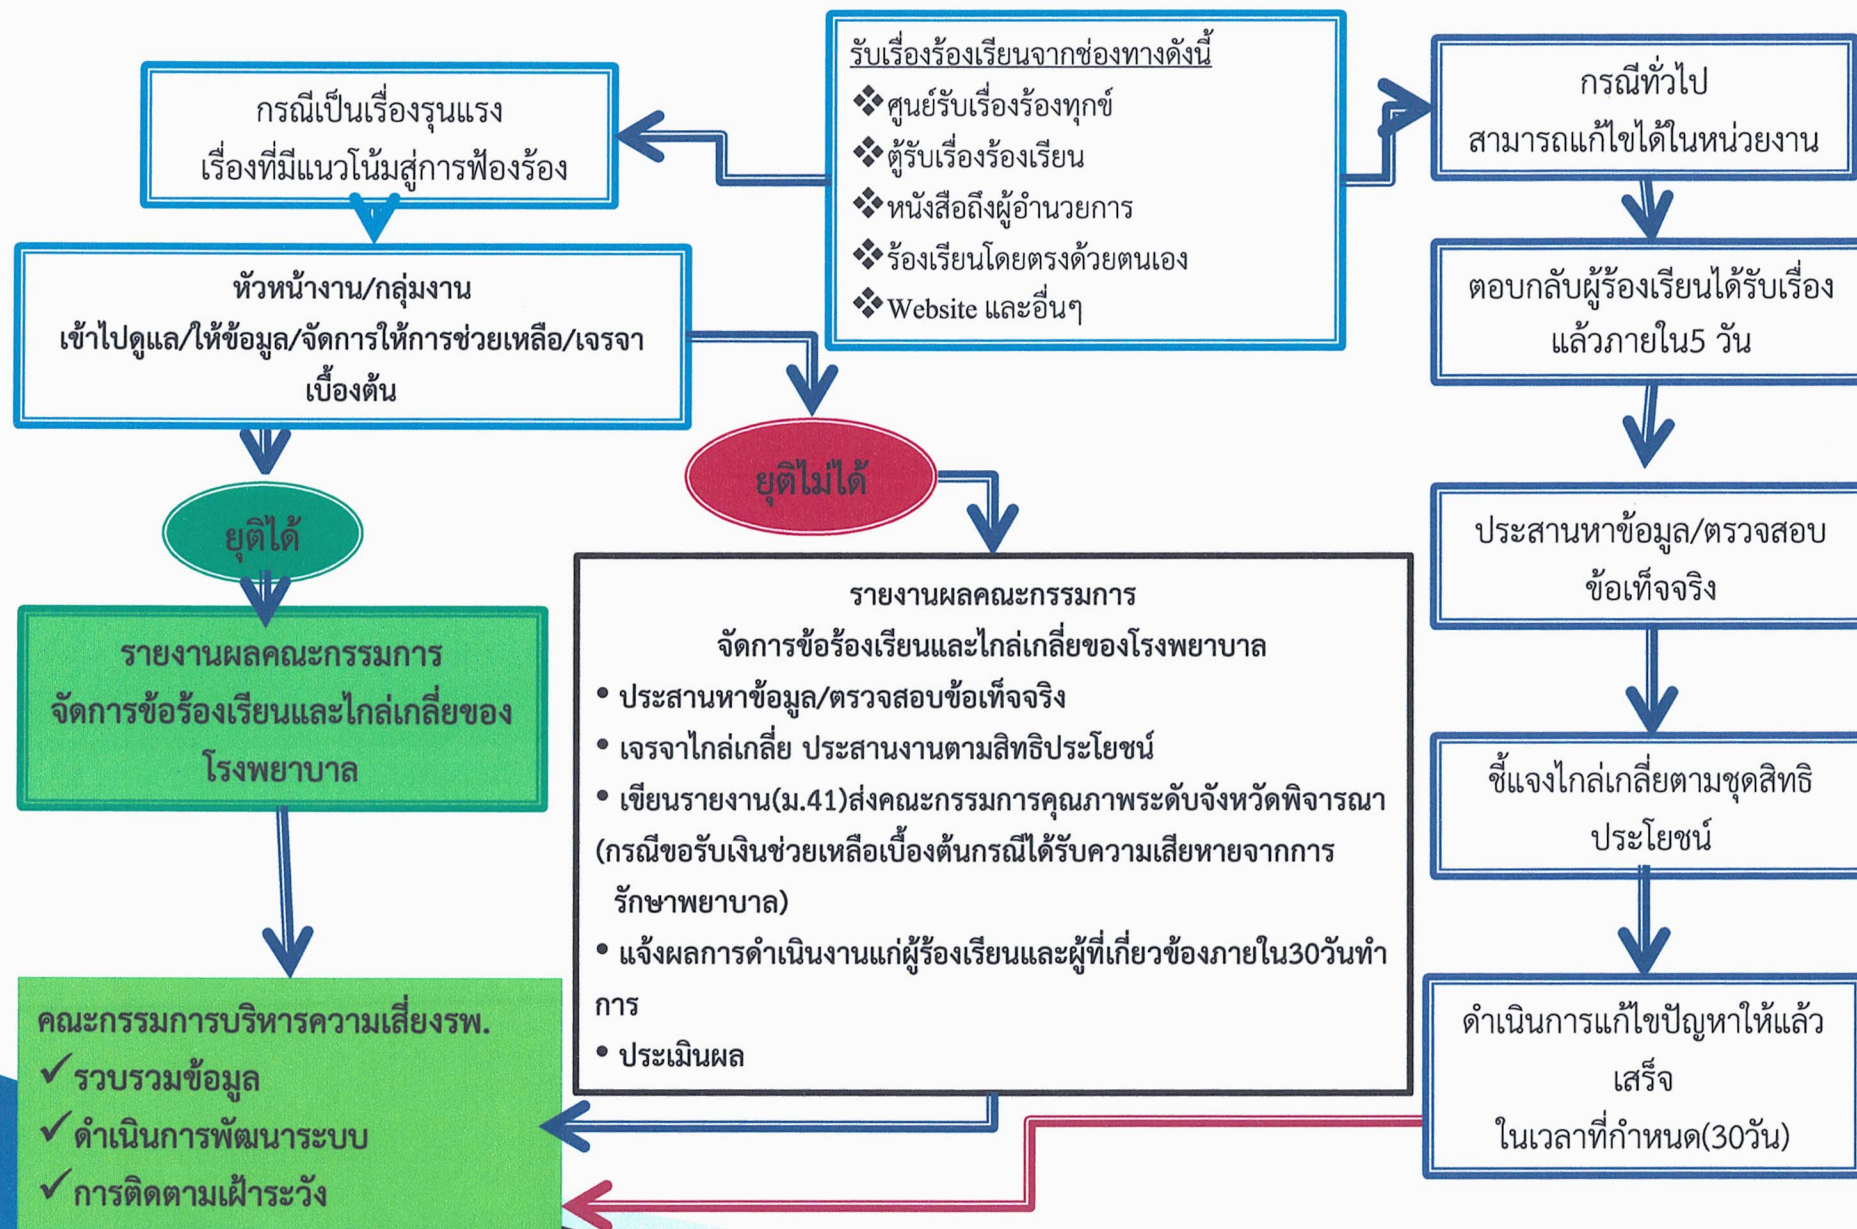 รับเรื่องร้องเรียนจากช่องทางดังนี้
❖ศูนย์รับเรื่องร้องทุกข์
❖ตู้รับเรื่องร้องเรียน
❖หนังสือถึงผู้อำนวยการ
❖ร้องเรียนโดยตรงด้วยตนเอง
❖Website และอื่นๆ
กรณีเป็นเรื่องรุนแรง
เรื่องที่มีแนวโน้มสู่การฟ้องร้อง
หัวหน้างาน/กลุ่มงาน
เข้าไปดูแล/ให้ข้อมูล/จัดการให้การช่วยเหลือ/เจรจา
เบื้องต้น
ยุติได้
ยุติไม่ได้
รายงานผลคณะกรรมการ
จัดการข้อร้องเรียนและไกล่เกลี่ยของ
โรงพยาบาล
รายงานผลคณะกรรมการ
จัดการข้อร้องเรียนและไกล่เกลี่ยของโรงพยาบาล
• ประสานหาข้อมูล/ตรวจสอบข้อเท็จจริง
• เจรจาไกล่เกลี่ย ประสานงานตามสิทธิประโยชน์
• เขียนรายงาน(ม.41)ส่งคณะกรรมการคุณภาพระดับจังหวัดพิจารณา
(กรณีขอรับเงินช่วยเหลือเบื้องต้นกรณีได้รับความเสียหายจากการ
รักษาพยาบาล)
• แจ้งผลการดำเนินงานแก่ผู้ร้องเรียนและผู้ที่เกี่ยวข้องภายใน30วันทำ
การ
• ประเมินผล
คณะกรรมการบริหารความเสี่ยงรพ.
✓รวบรวมข้อมูล
✓ดำเนินการพัฒนาระบบ
✓การติดตามเฝ้าระวัง
กรณีทั่วไป
สามารถแก้ไขได้ในหน่วยงาน
ตอบกลับผู้ร้องเรียนได้รับเรื่อง
แล้วภายใน5 วัน
ประสานหาข้อมูล/ตรวจสอบ
ข้อเท็จจริง
ชี้แจงไกล่เกลี่ยตามชุดสิทธิ
ประโยชน์
ดำเนินการแก้ไขปัญหาให้แล้ว
เสร็จ
ในเวลาที่กำหนด(30วัน)